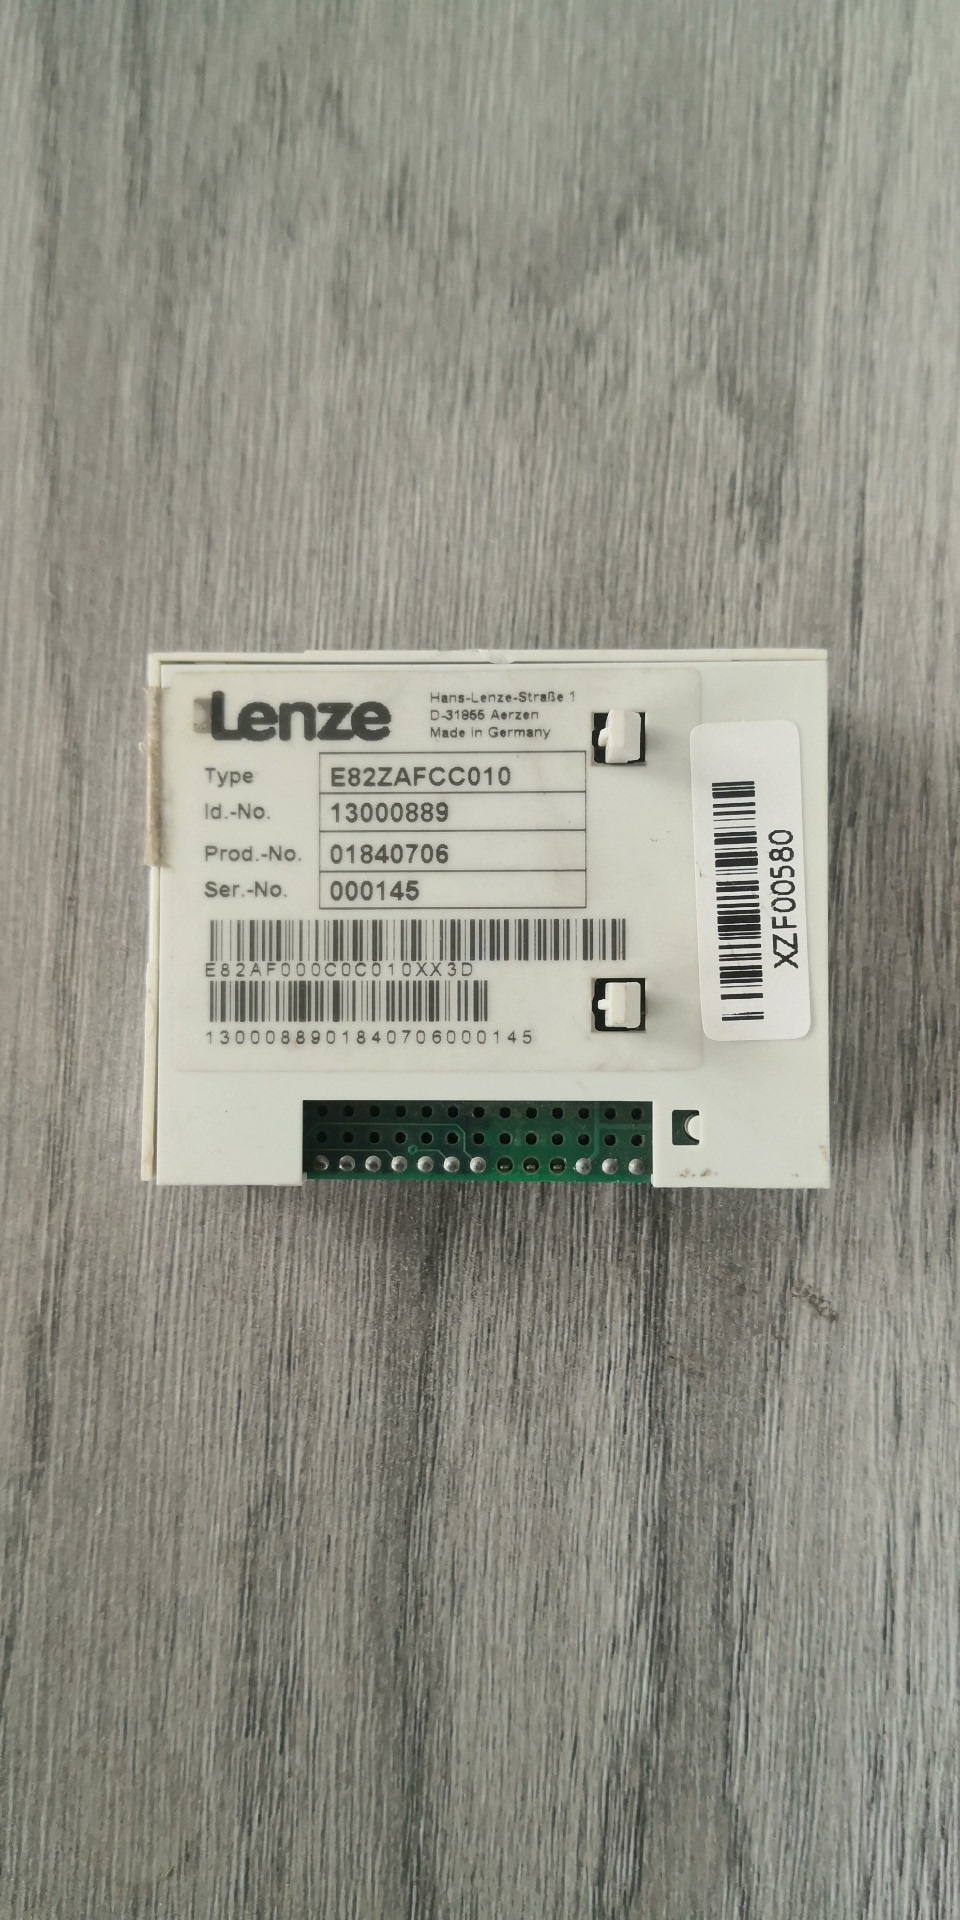 Lenze
Hans-Lenze-Straße 1
D-31855 Aerzen
Made in Germany
Type E82ZAFCC010
Id.-No. 13000889
Prod.-No. 01840706
Ser.-No. 000145
E82AF000C0C010XX3D
1300088901840706000145
XZF00580